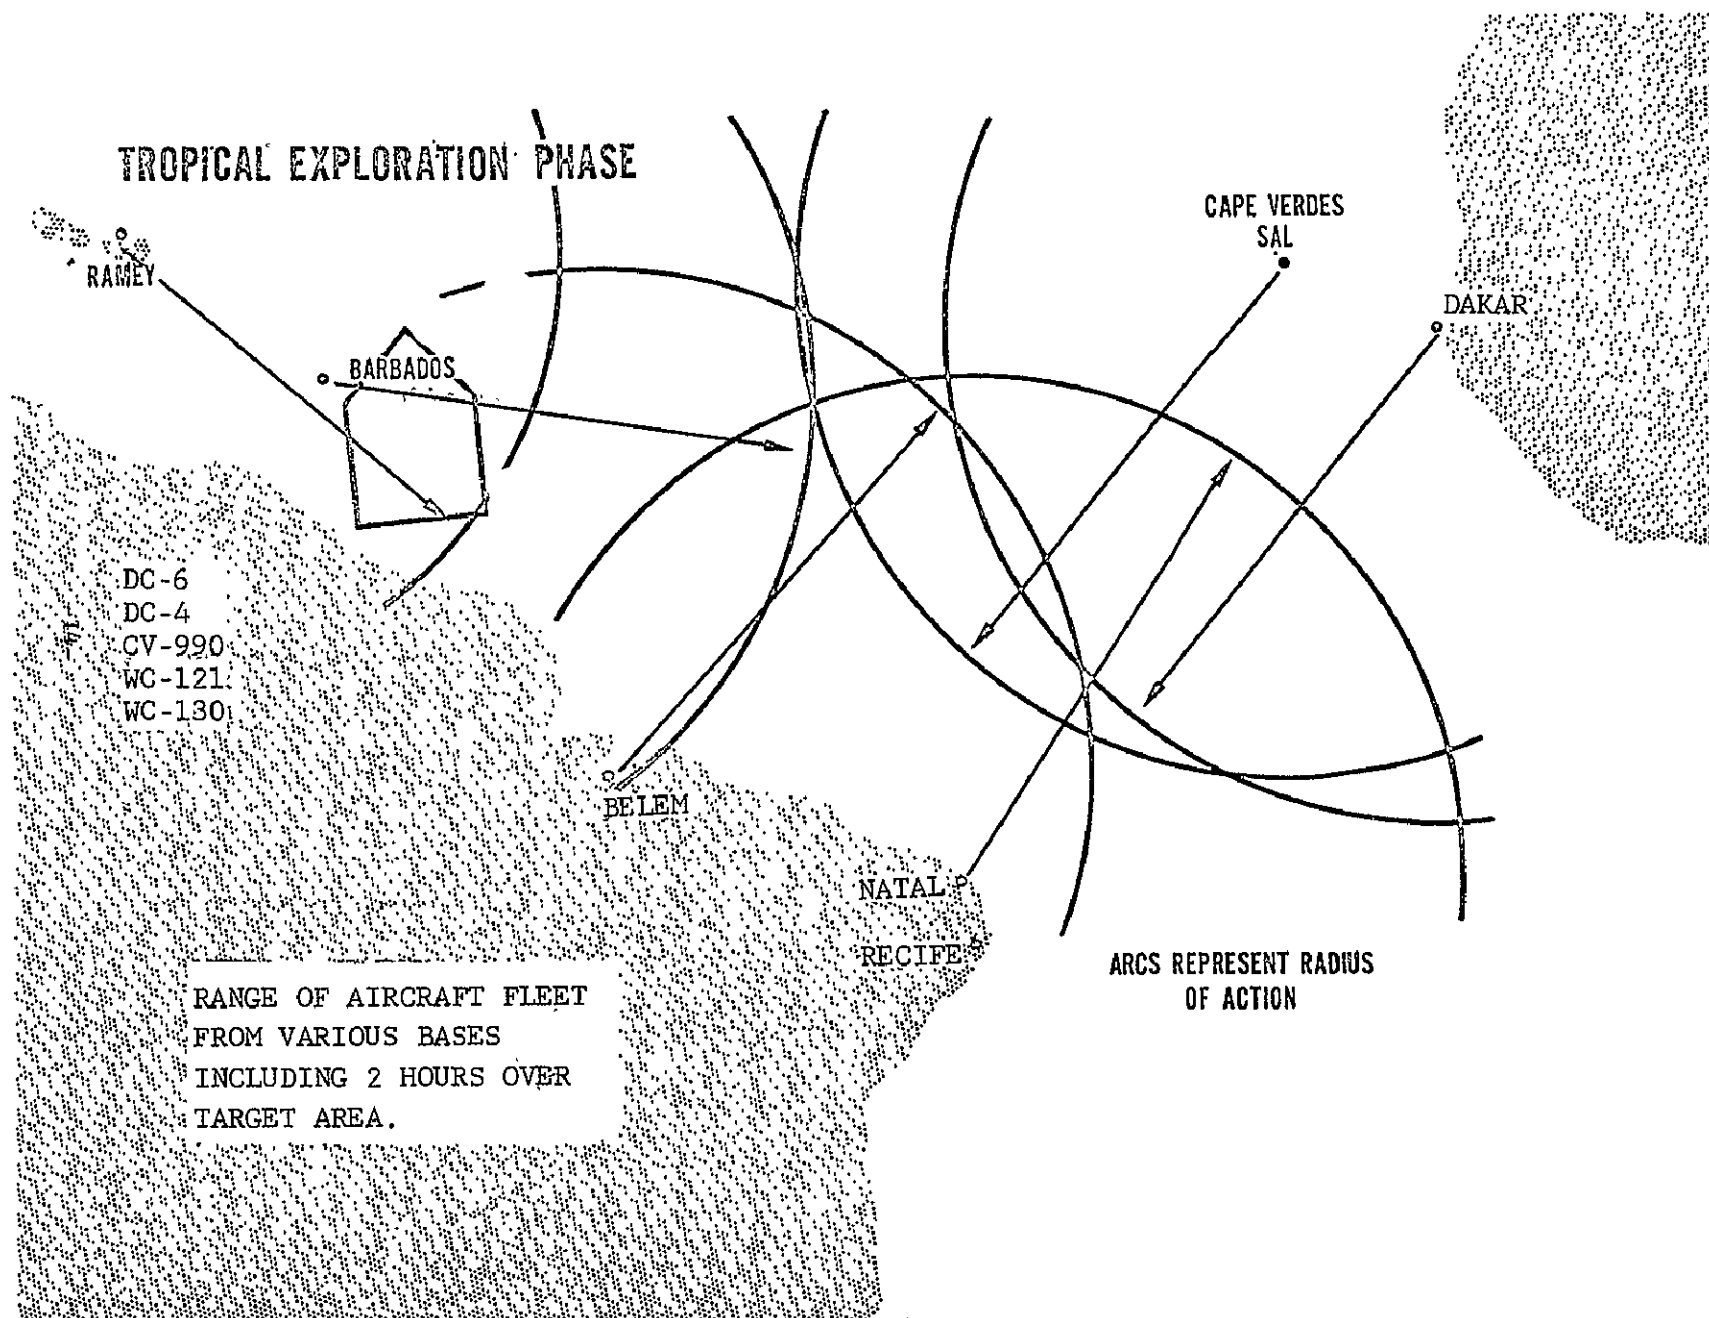 TROPICAL EXPLORATION PHASE
CAPE VERDES
SAL
RAMEY
DAKAR
BARBADOS
DC-6
DC-4
CV-990
WC-121
WC-130
BELEM
NATAL
RECIFE
ARCS REPRESENT RADIUS
OF ACTION
RANGE OF AIRCRAFT FLEET
FROM VARIOUS BASES
INCLUDING 2 HOURS OVER
TARGET AREA.